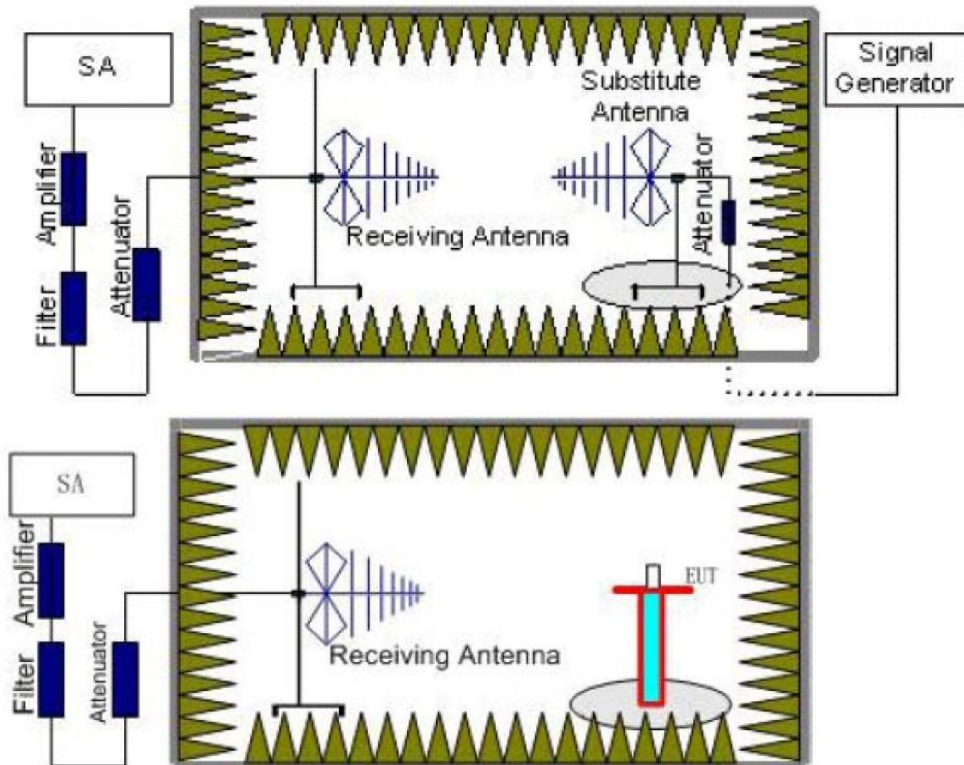 SA
Signal
Generator
Substitute
Antenna
Amplifier
Attenuator
Attenuator
Receiving Antenna
Filter
SA
Amplifier
EUT
Attenuator
Receiving Antenna
Filter